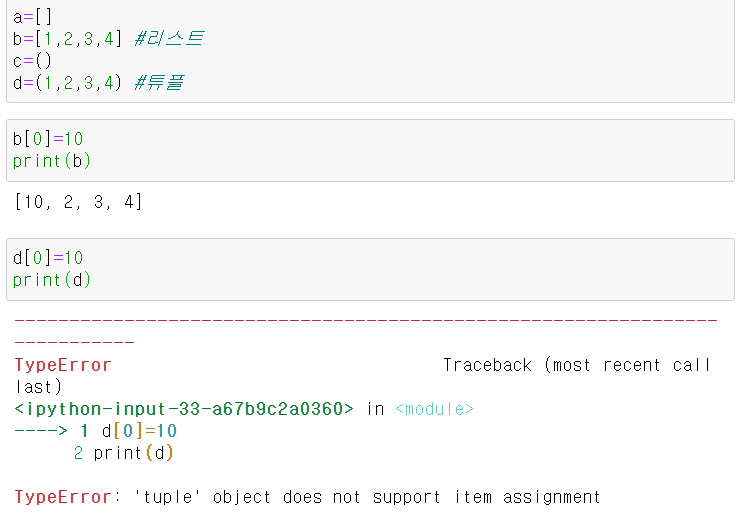 a=[]
b=[1,2,3,4] #리스트
c=()
d=(1,2,3,4) #튜플
b[0]=10
print(b)
[10, 2, 3, 4]
d[0]=10
print(d)
---------------------------------------------------------------------------
TypeError                                 Traceback (most recent call
last)
<ipython-input-33-a67b9c2a0360> in <module>
----> 1 d[0]=10
      2 print(d)
TypeError: 'tuple' object does not support item assignment